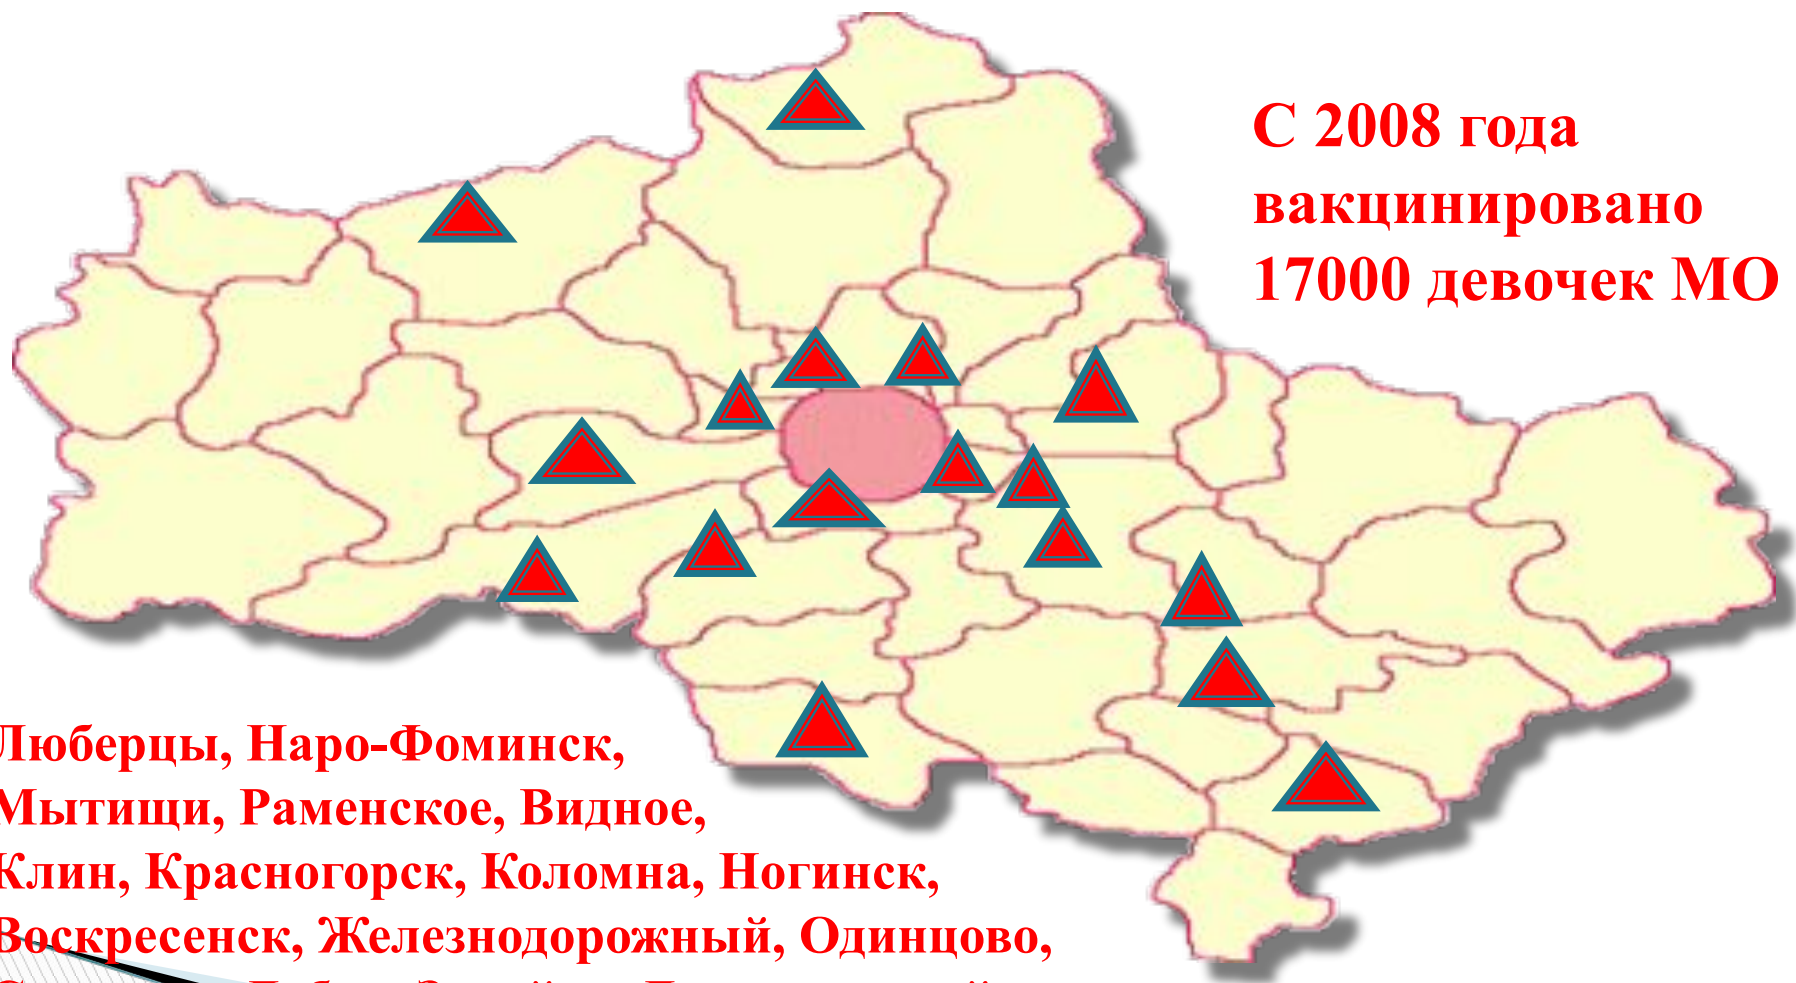 С 2008 года
вакцинировано
17000 девочек МО
Люберцы, Наро-Фоминск,
Мытищи, Раменское, Видное,
Клин, Красногорск, Коломна, Ногинск,
Воскресенск, Железнодорожный, Одинцово,